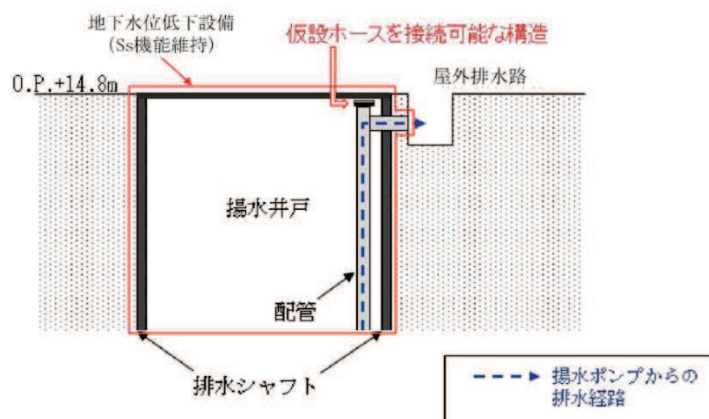 地下水位低下設備
(Ss機能維持)
仮設ホースを接続可能な構造
O.P.+14.8m
屋外排水路
揚水井戸
配管
排水シャフト
揚水ポンプからの
排水経路